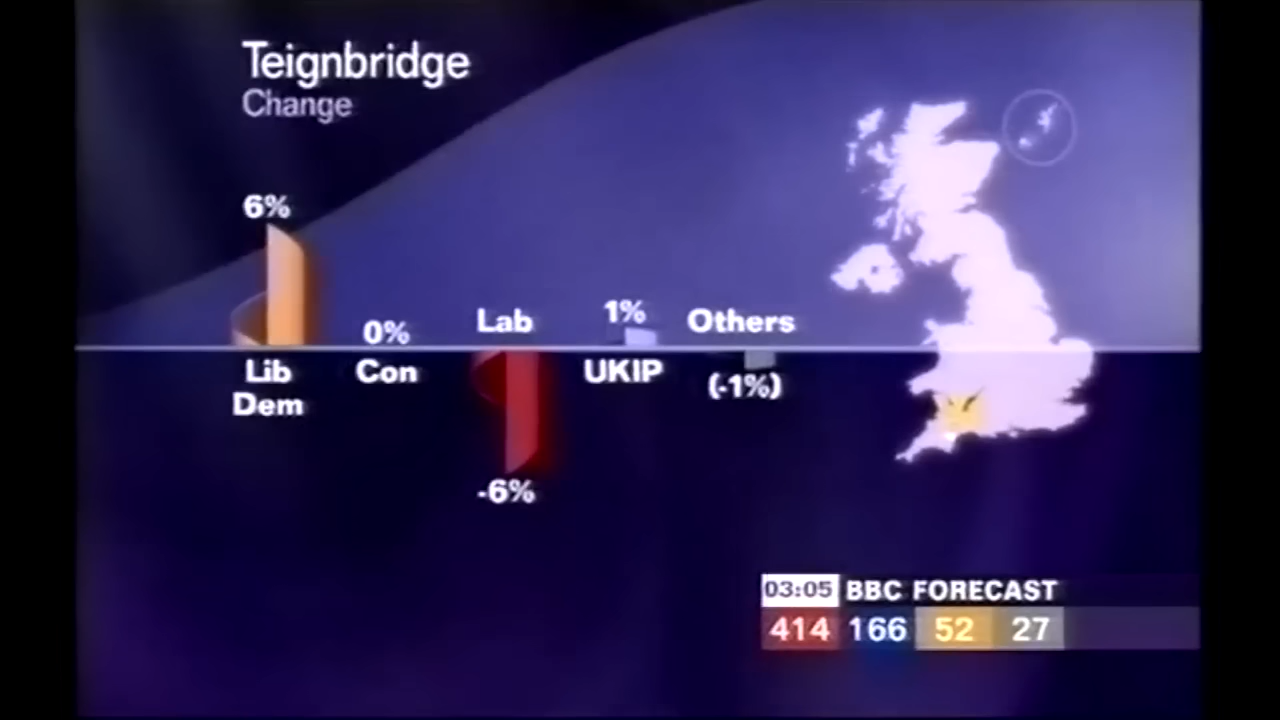 Teignbridge
Change
6%
Lib
Dem
0%
Con
Lab
-6%
1%
UKIP
Others
(-1%)
03:05 BBC FORECAST
414 166 52 27